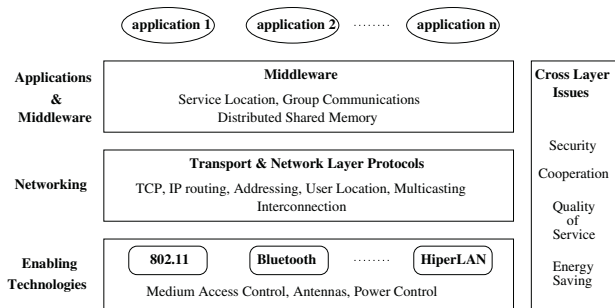 application 1 application 2 ........ application n
Applications
&
Middleware
Middleware
Service Location, Group Communications
Distributed Shared Memory
Networking
Transport & Network Layer Protocols
TCP, IP routing, Addressing, User Location, Multicasting
Interconnection
Enabling
Technologies
802.11 Bluetooth ........ HiperLAN
Medium Access Control, Antennas, Power Control
Cross Layer
Issues
Security
Cooperation
Quality
of
Service
Energy
Saving